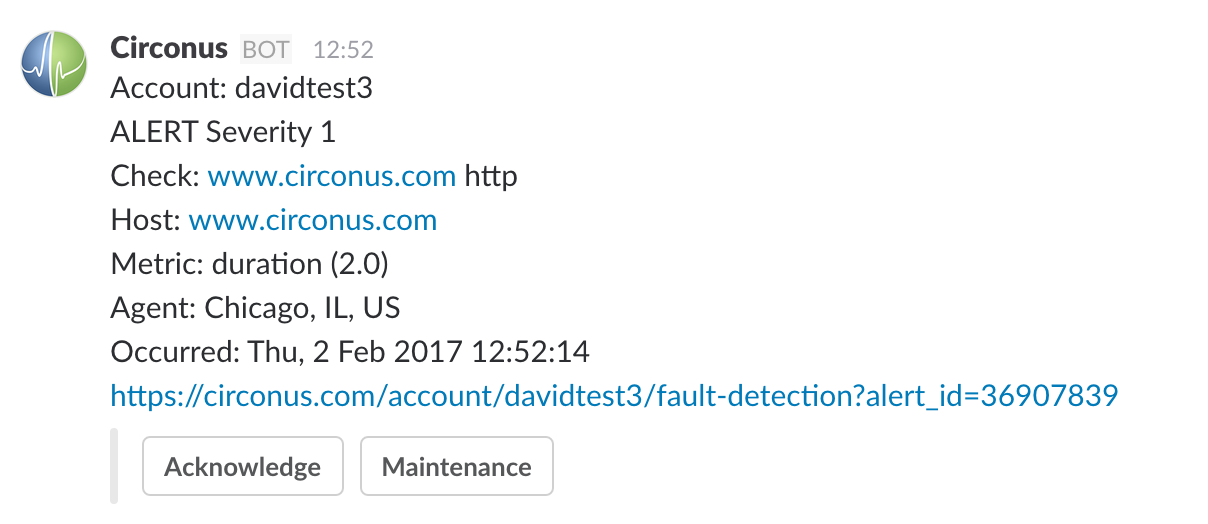 Circonus BOT 12:52
Account: davidtest3
ALERT Severity 1
Check: www.circonus.com http
Host: www.circonus.com
Metric: duration (2.0)
Agent: Chicago, IL, US
Occurred: Thu, 2 Feb 2017 12:52:14
https://circonus.com/account/davidtest3/fault-detection?alert_id=36907839
Acknowledge Maintenance